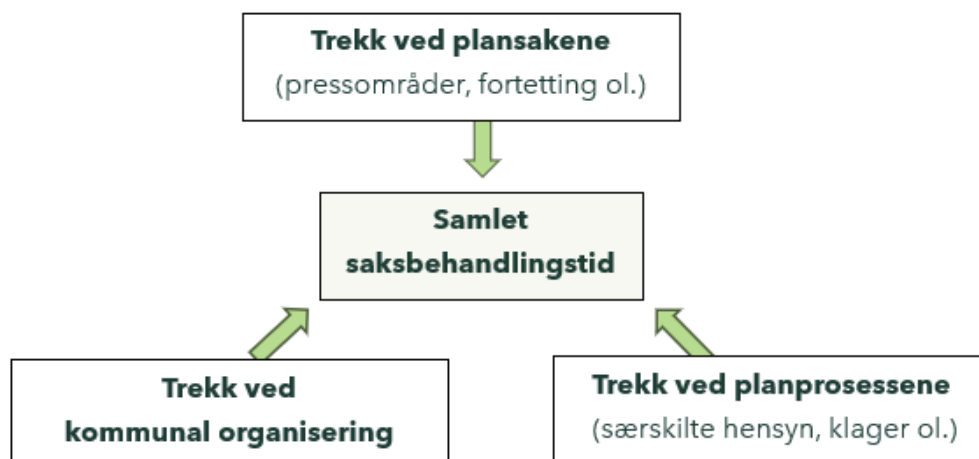 Trekk ved plansakene
(pressområder, fortetting ol.)
Samlet
saksbehandlingstid
Trekk ved
kommunal organisering
Trekk ved planprosessene
(særskilte hensyn, klager ol.)